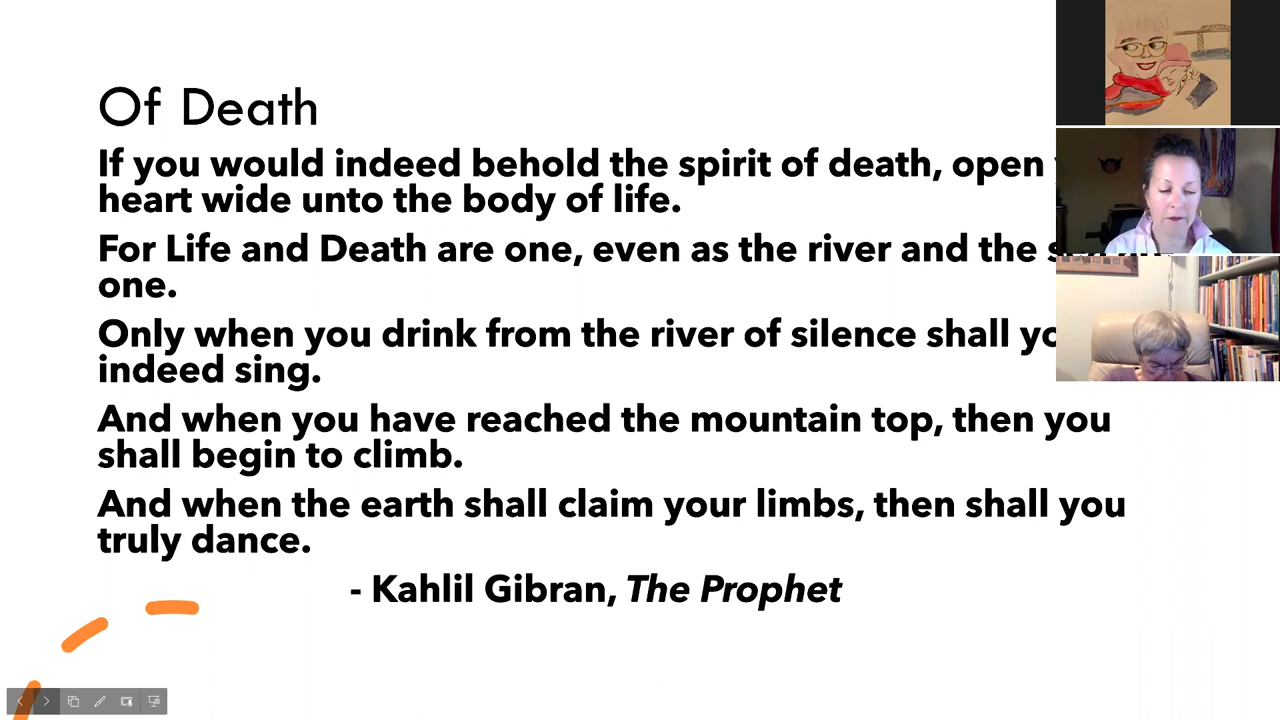 Of Death
If you would indeed behold the spirit of death, open
heart wide unto the body of life.
For Life and Death are one, even as the river and the
one.
Only when you drink from the river of silence shall
indeed sing.
And when you have reached the mountain top, then you
shall begin to climb.
And when the earth shall claim your limbs, then shall you
truly dance.
- Kahlil Gibran, The Prophet